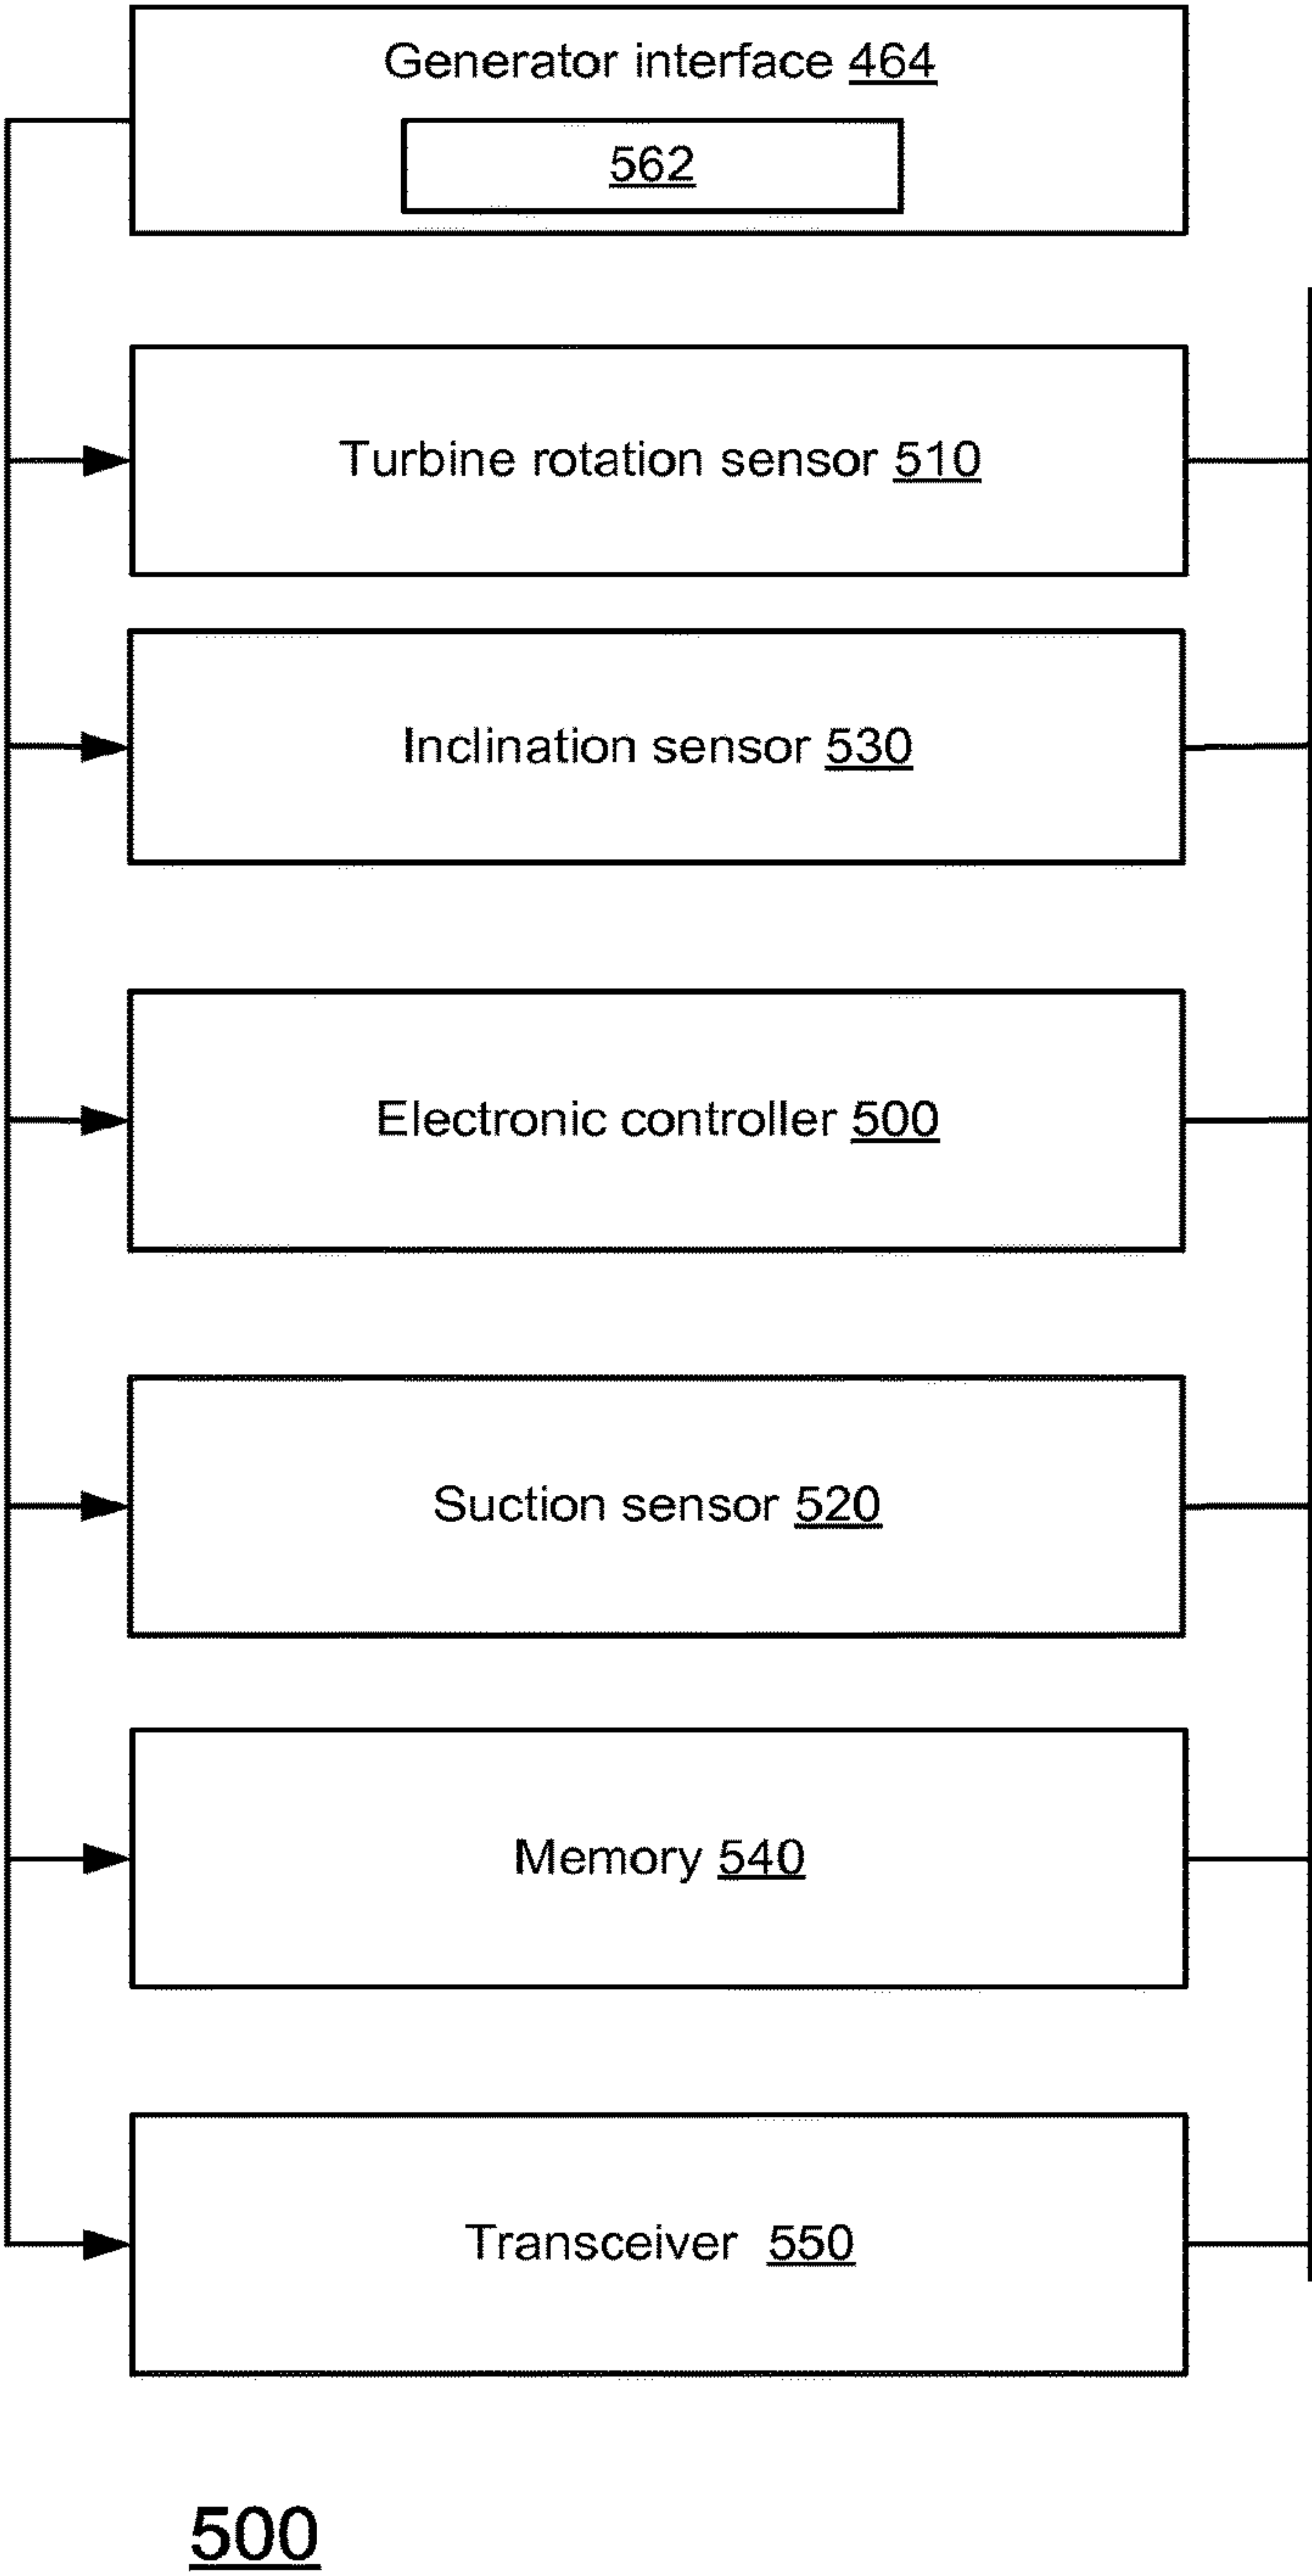 Generator interface 464
562
Turbine rotation sensor 510
Inclination sensor 530
Electronic controller 500
Suction sensor 520
Memory 540
Transceiver 550
500